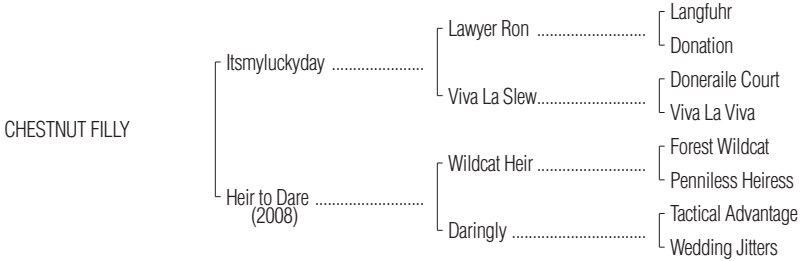 Langfuhr
Lawyer Ron ..........................
Donation
Itsmyluckyday ......................
Doneraile Court
Viva La Slew..........................
Viva La Viva
CHESTNUT FILLY
Forest Wildcat
Wildcat Heir ..........................
Penniless Heiress
Heir to Dare ..........................
(2008)
Tactical Advantage
Daringly ................................
Wedding Jitters